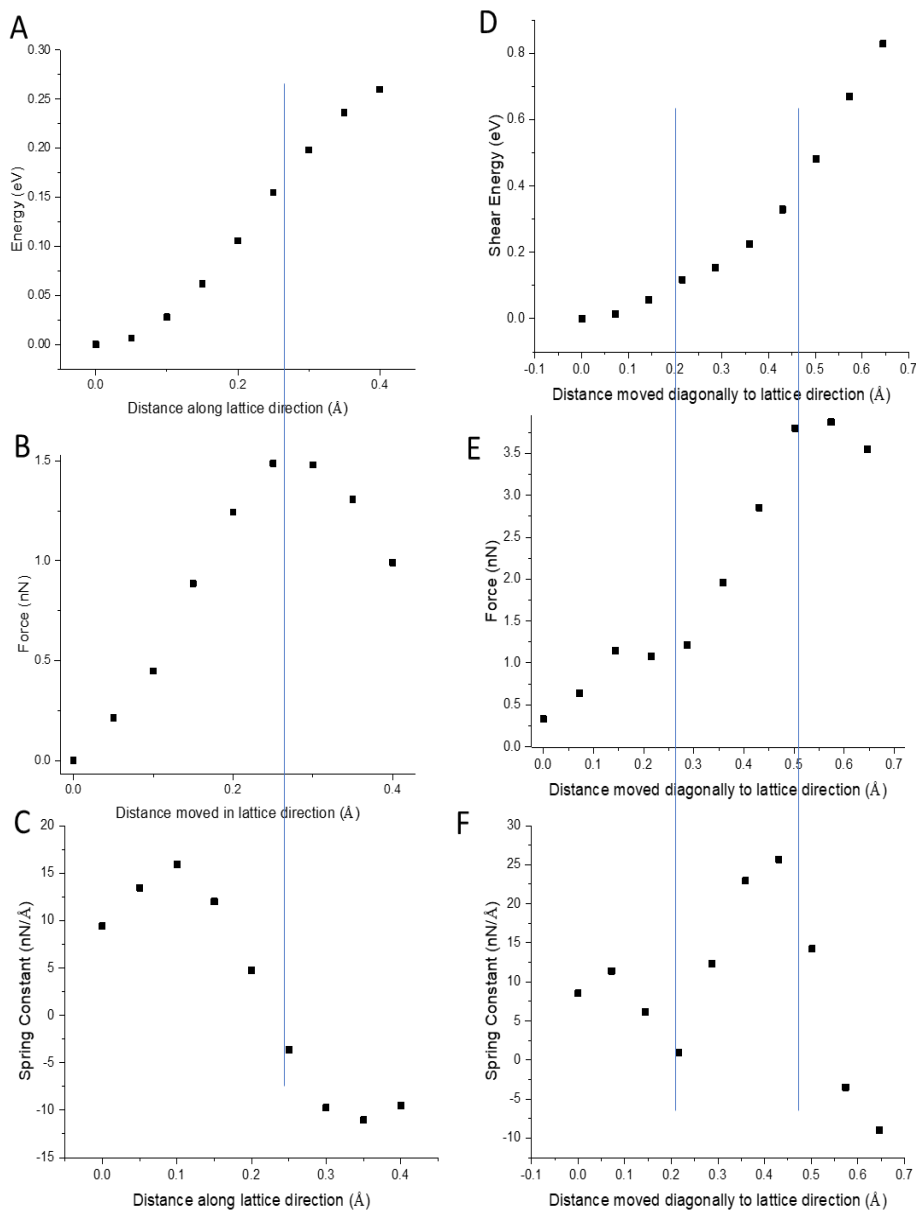 A
0.30
0.25
0.20
0.15
0.10
0.05
0.00
Energy (eV)
0.0 0.2 0.4
Distance along lattice direction (Å)
D
0.8
0.6
0.4
0.2
0.0
Shear Energy (eV)
-0.1 0.0 0.1 0.2 0.3 0.4 0.5 0.6 0.7
Distance moved diagonally to lattice direction (Å)
B
1.5
1.0
0.5
0.0
Force (nN)
0.0 0.2 0.4
Distance moved in lattice direction (Å)
E
3.5
3.0
2.5
2.0
1.5
1.0
0.5
0.0
Force (nN)
0.0 0.1 0.2 0.3 0.4 0.5 0.6 0.7
Distance moved diagonally to lattice direction (Å)
C
20
15
10
5
0
-5
-10
-15
Spring Constant (nN/Å)
0.0 0.1 0.2 0.3 0.4
Distance along lattice direction (Å)
F
30
25
20
15
10
5
0
-5
-10
Spring Constant (nN/Å)
-0.1 0.0 0.1 0.2 0.3 0.4 0.5 0.6 0.7
Distance moved diagonally to lattice direction (Å)